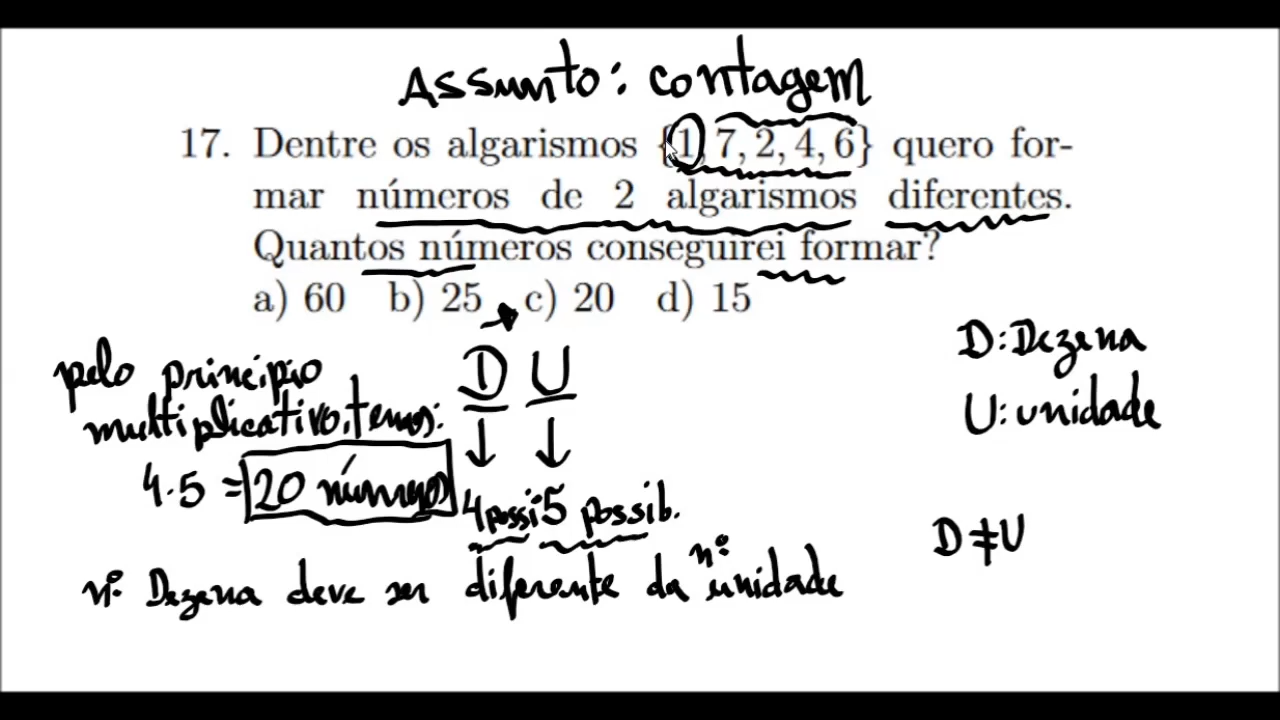 Assunto: contagem
17. Dentre os algarismos {1, 7, 2, 4, 6} quero for-
mar números de 2 algarismos diferentes.
Quantos números conseguirei formar?
a) 60 b) 25 c) 20 d) 15
pelo princípio
multiplicativo, temos:
4.5 = 20 números
D U
4 possi 5 possib.
D: Dezena
U: unidade
D ≠ U
nº Dezena deve ser diferente da nº unidade